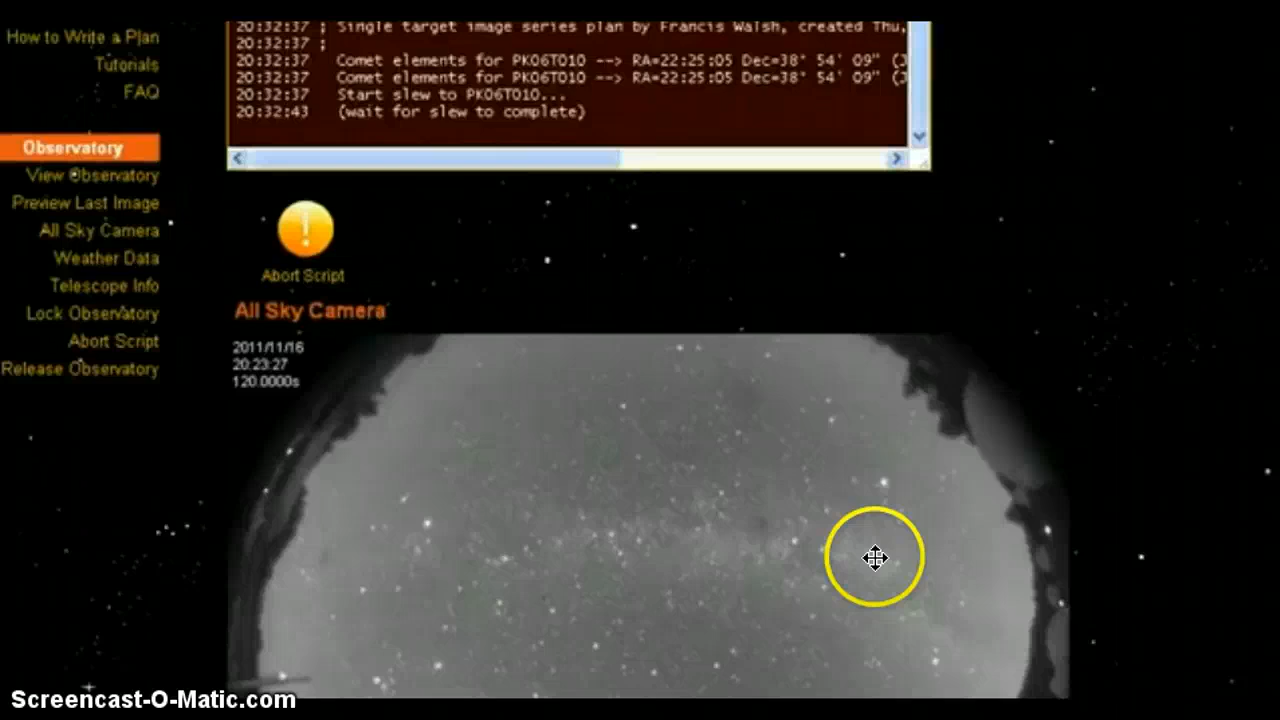 How to Write a Plan
Tutorials
FAQ
Observatory
View Observatory
Preview Last Image
All Sky Camera
Weather Data
Telescope Info
Lock Observatory
Abort Script
Release Observatory
20:32:37 ; Single target image series plan by Francis Walsh, created Thu,
20:32:37 ;
20:32:37 Comet elements for PK06T010 --> RA=22:25:05 Dec=38° 54' 09" (J
20:32:37 Comet elements for PK06T010 --> RA=22:25:05 Dec=38° 54' 09" (J
20:32:37 Start slew to PK06T010...
20:32:43 (wait for slew to complete)
Abort Script
All Sky Camera
2011/11/16
20:23:27
120.0000s
Screencast-O-Matic.com